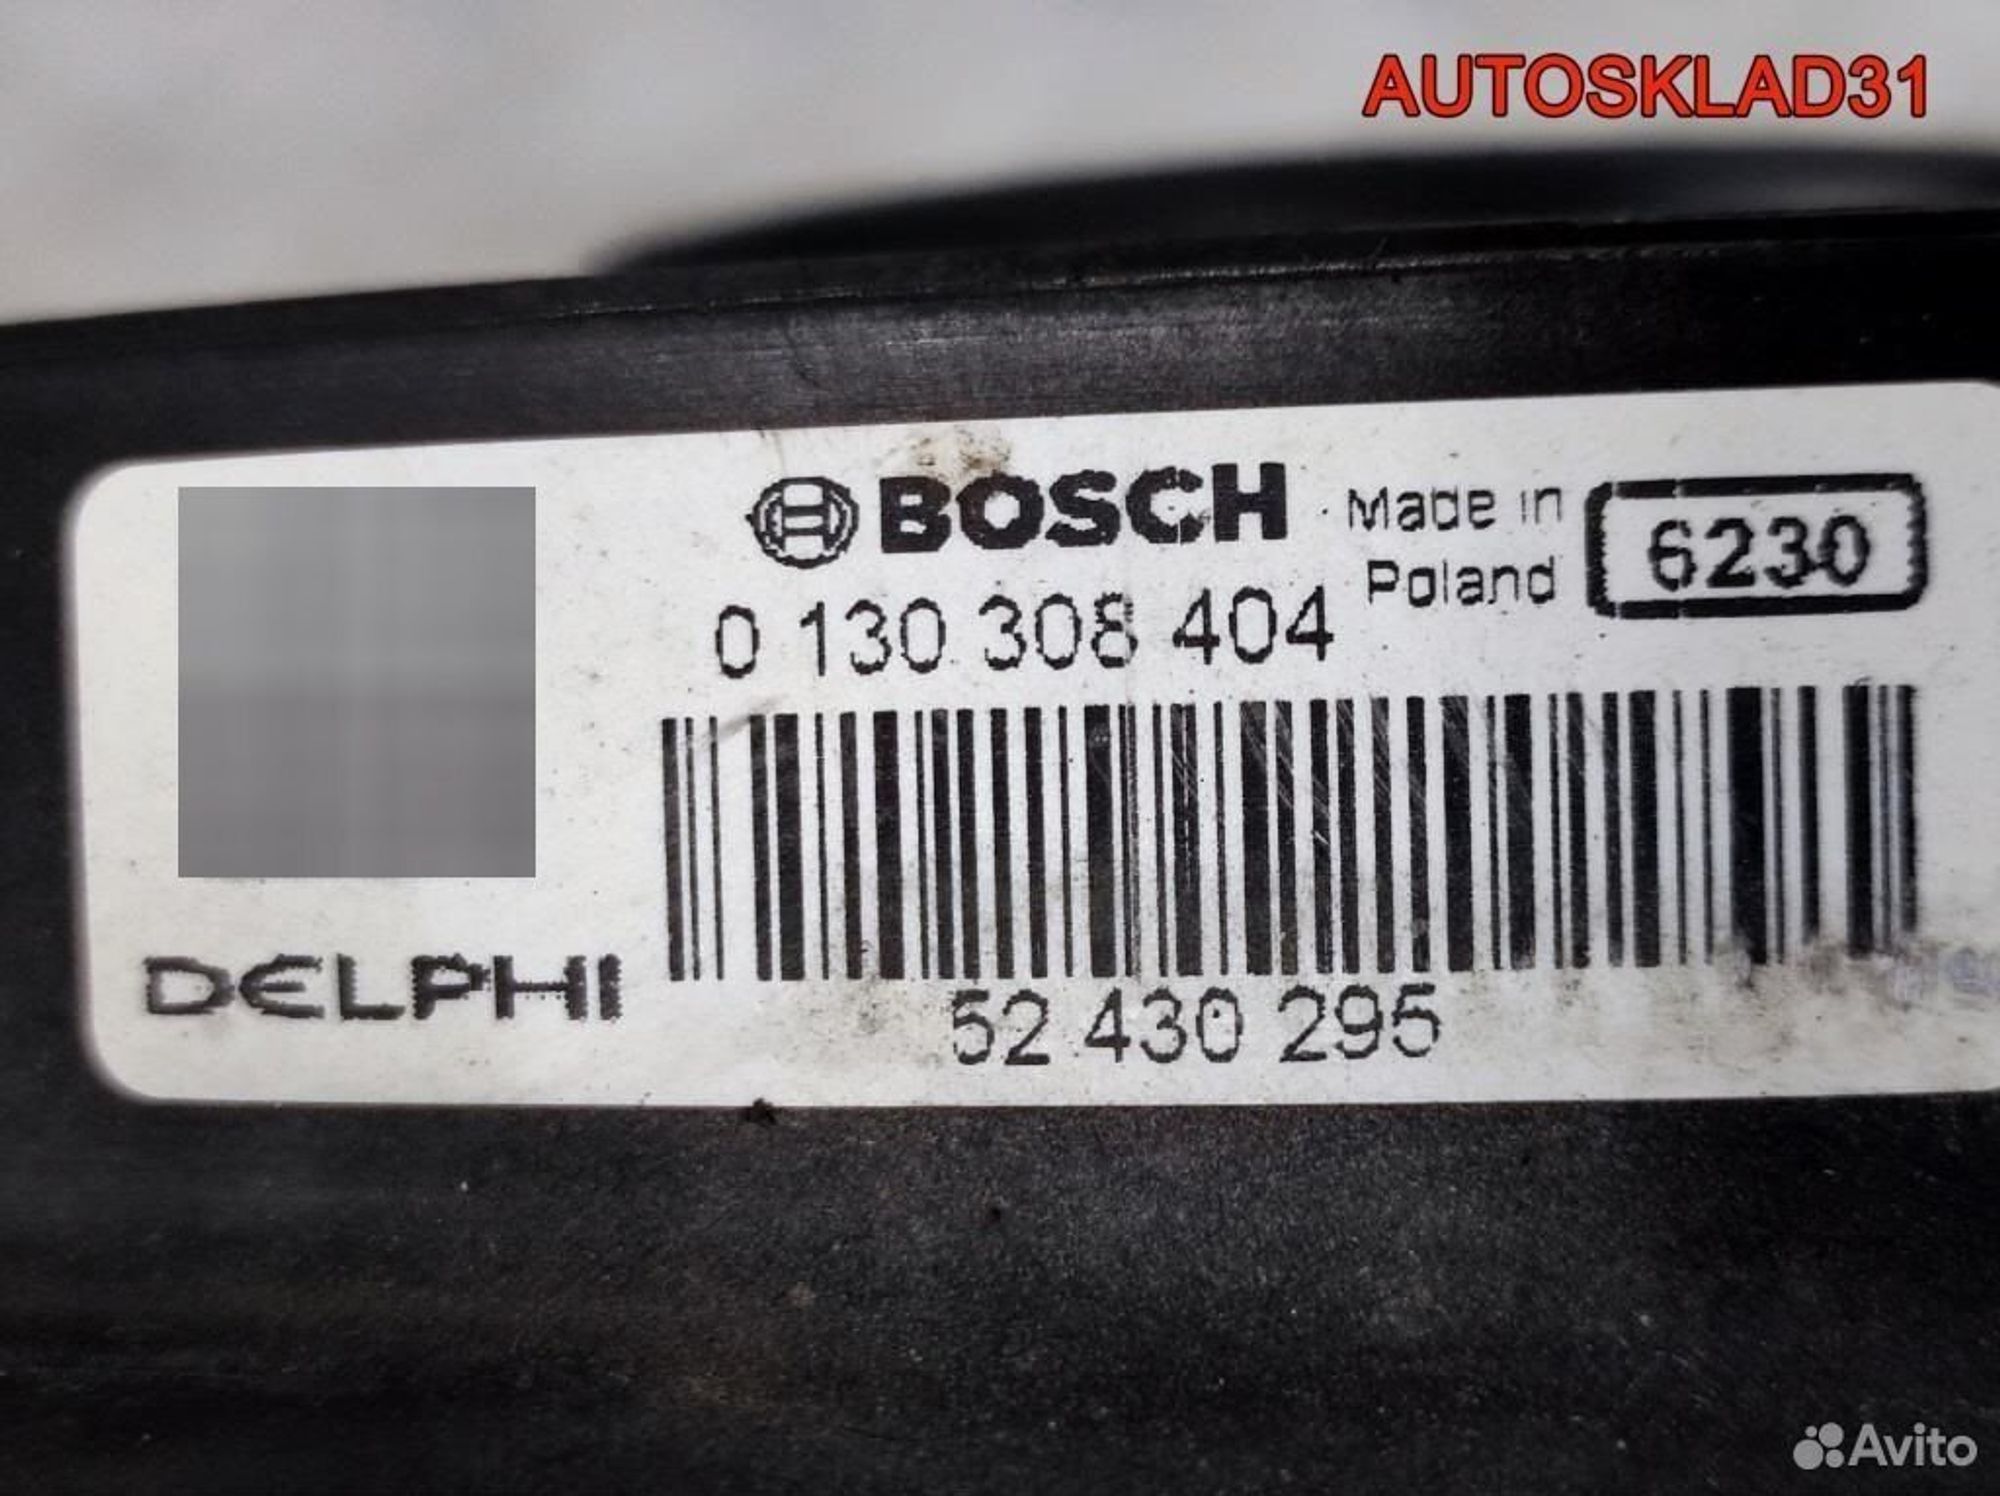 AUTOSKLAD31
BOSCH
Made in
Poland
6230
0 130 308 404
DELPHI
52 430 295
Avito